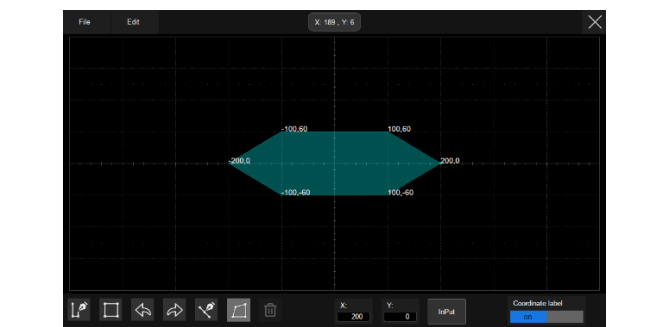 File Edit X: 189 , Y: 6
-100,60 100,60
-200,0 200,0
-100,-60 100,-60
X: Y: Coordinate label
200 0 InPut on